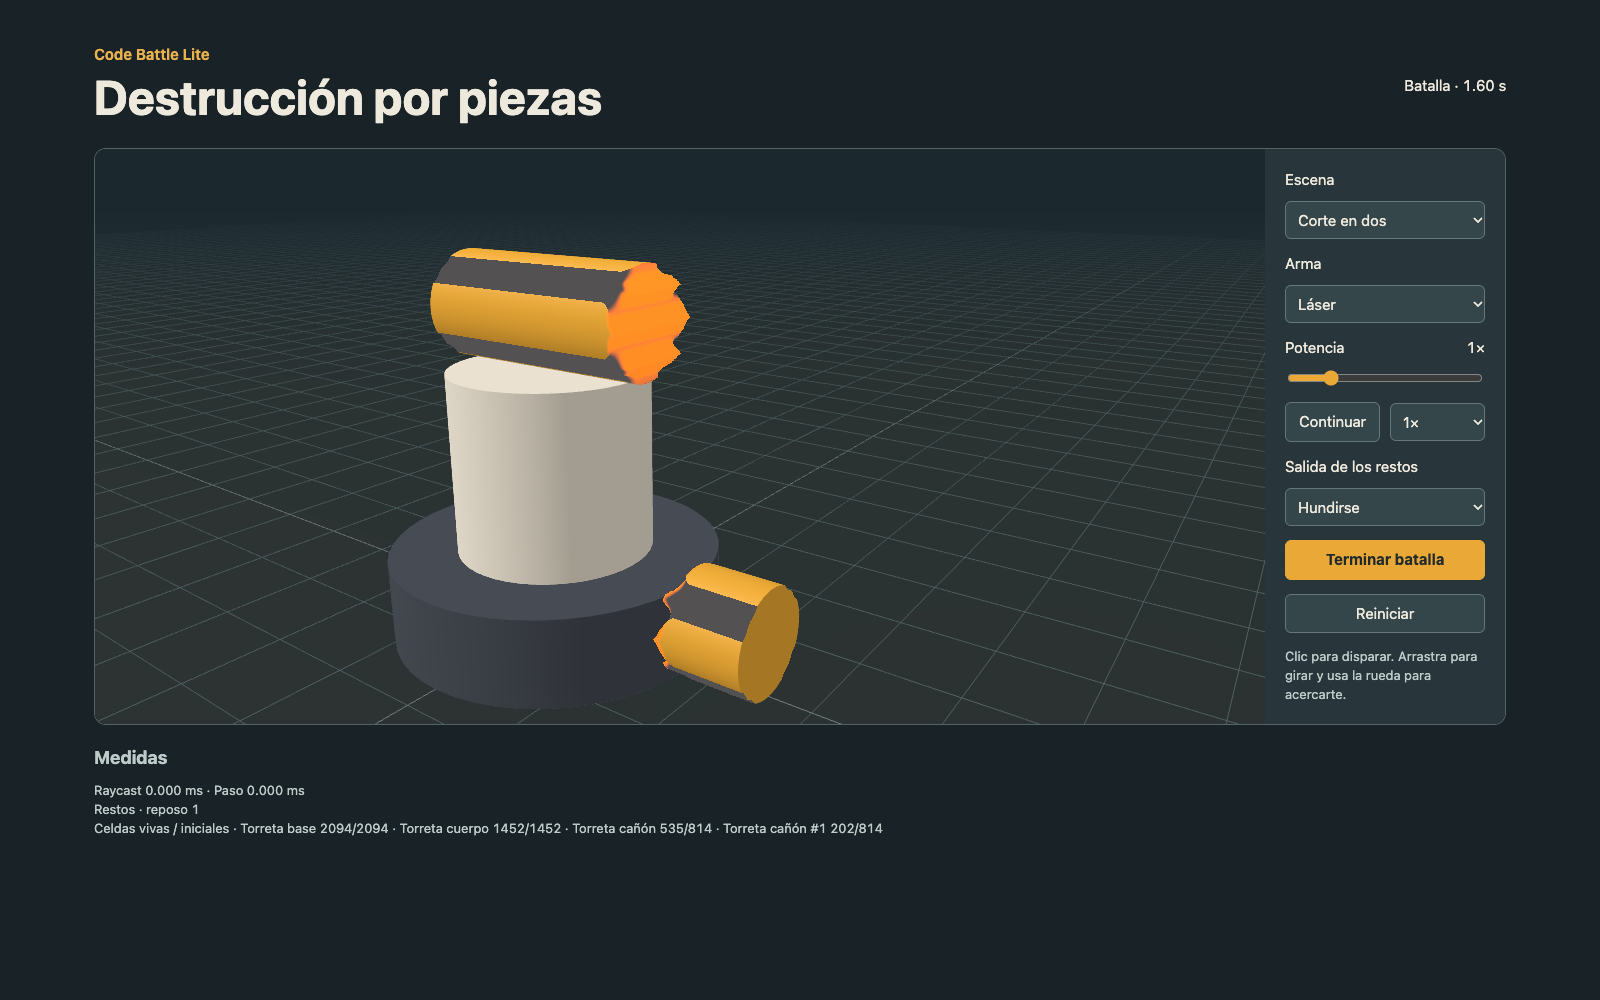 Code Battle Lite
Destrucción por piezas
Batalla · 1.60 s
Escena
Corte en dos
Arma
Láser
Potencia 1×
Continuar 1×
Salida de los restos
Hundirse
Terminar batalla
Reiniciar
Clic para disparar. Arrastra para
girar y usa la rueda para
acercarte.
Medidas
Raycast 0.000 ms · Paso 0.000 ms
Restos · reposo 1
Celdas vivas / iniciales · Torreta base 2094/2094 · Torreta cuerpo 1452/1452 · Torreta cañón 535/814 · Torreta cañón #1 202/814